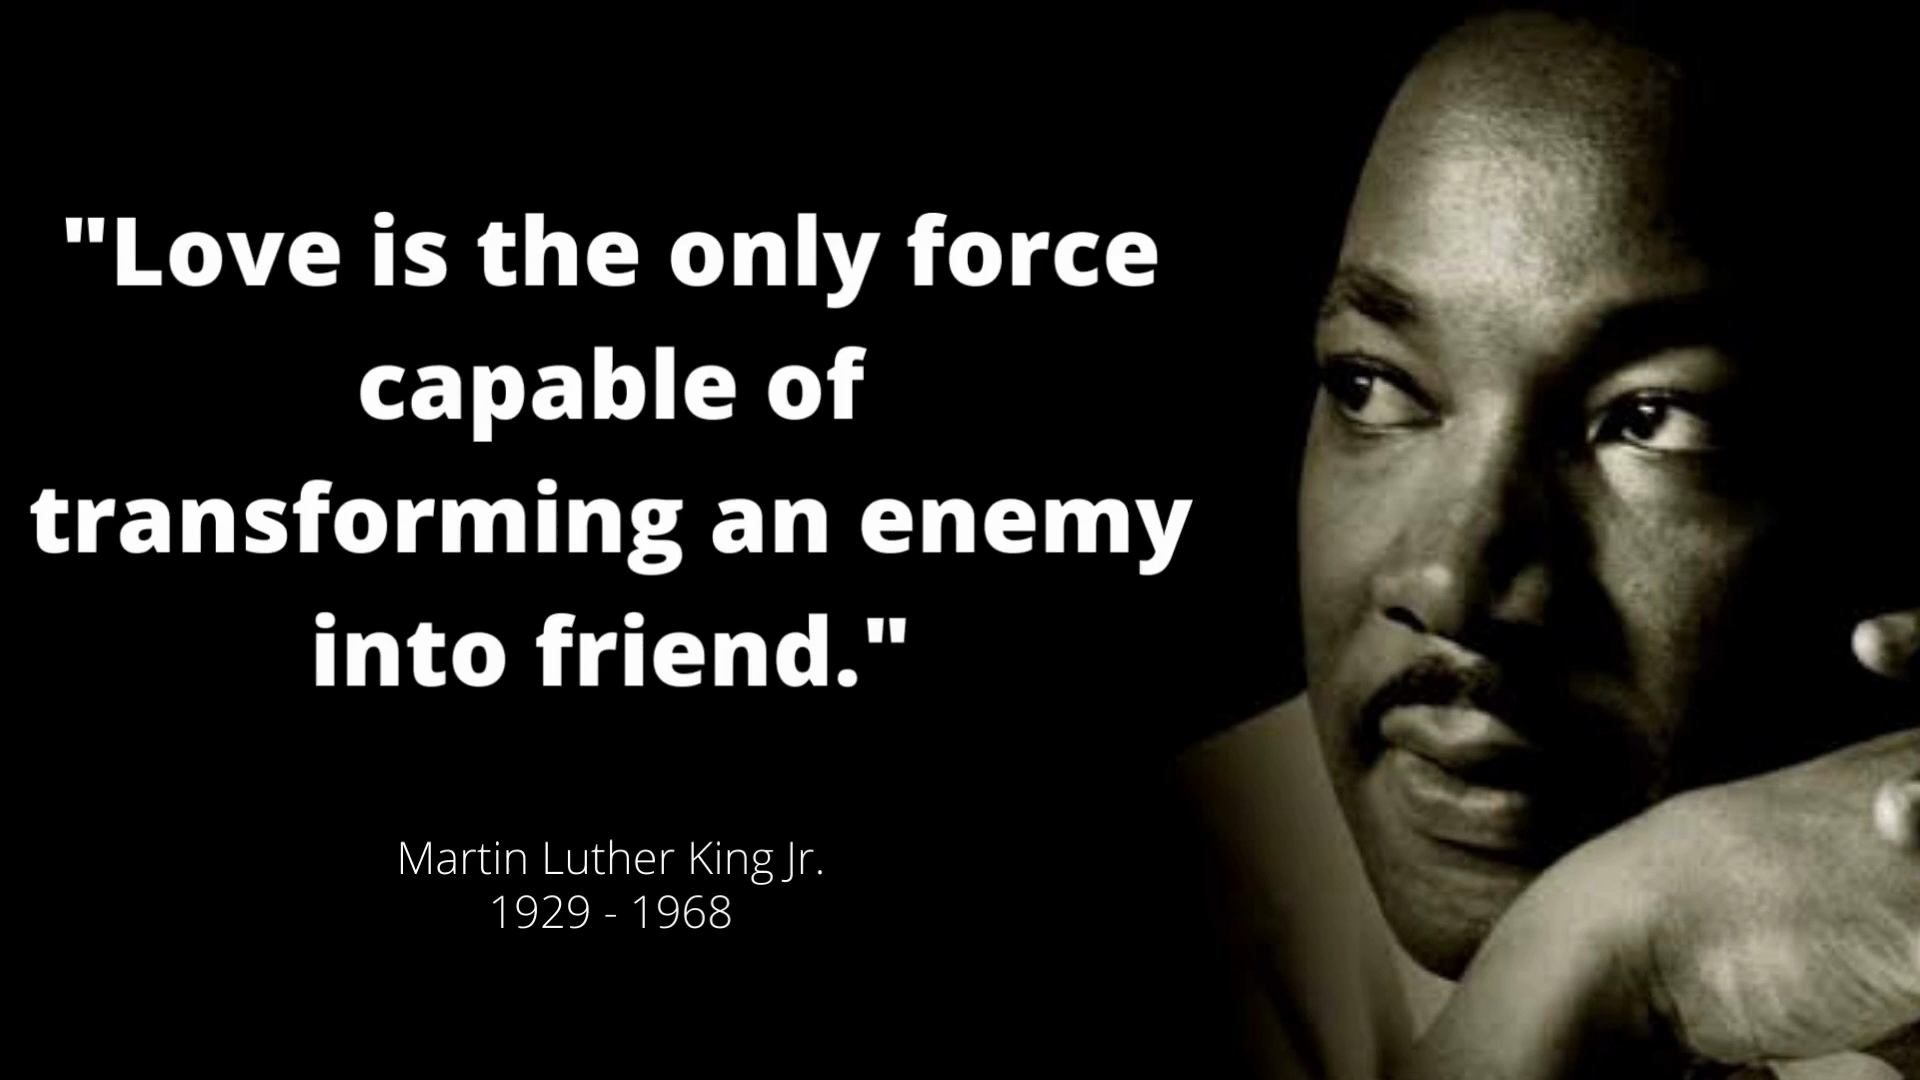 "Love is the only force
capable of
transforming an enemy
into friend."
Martin Luther King Jr.
1929 - 1968